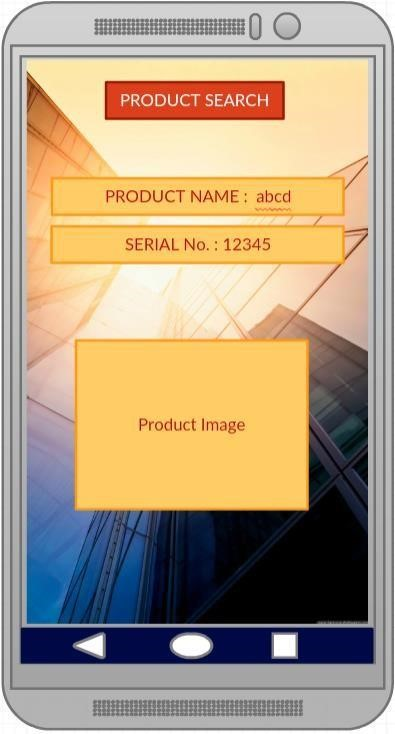 PRODUCT SEARCH
PRODUCT NAME : abcd
SERIAL No. : 12345
Product Image